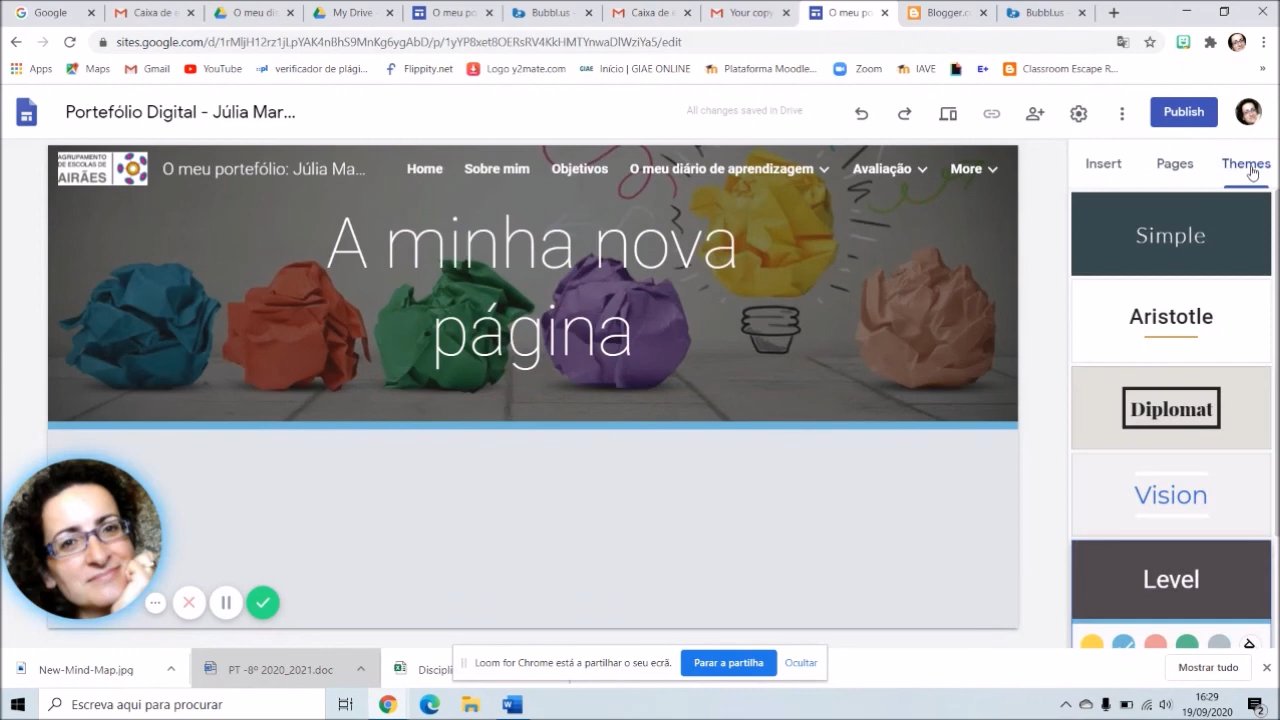 Google
Caixa de e
O meu di
My Drive
O meu po
Bubbl.us -
Caixa de e
Your copy
O meu po
Blogger.c
Bubbl.us -
sites.google.com/d/
/edit
Apps
Maps
Gmail
YouTube
verificador de plági...
Flippity.net
Logo y2mate.com
GIAE
Início | GIAE ONLINE
Plataforma Moodle...
Zoom
IAVE
E+
Classroom Escape R...
»
Portefólio Digital - Júlia Mar...
All changes saved in Drive
Publish
AGRUPAMENTO
DE ESCOLAS DE
AIRÃES
O meu portefólio: Júlia Ma...
Home
Sobre mim
Objetivos
O meu diário de aprendizagem
Avaliação
More
Insert
Pages
Themes
A minha nova
página
Simple
Aristotle
Diplomat
Vision
Level
New-Mind-Map.jpg
PT -8º 2020_2021.doc
Discipli
Loom for Chrome está a partilhar o seu ecrã.
Parar a partilha
Ocultar
Mostrar tudo
Escreva aqui para procurar
16:29
19/09/2020
2